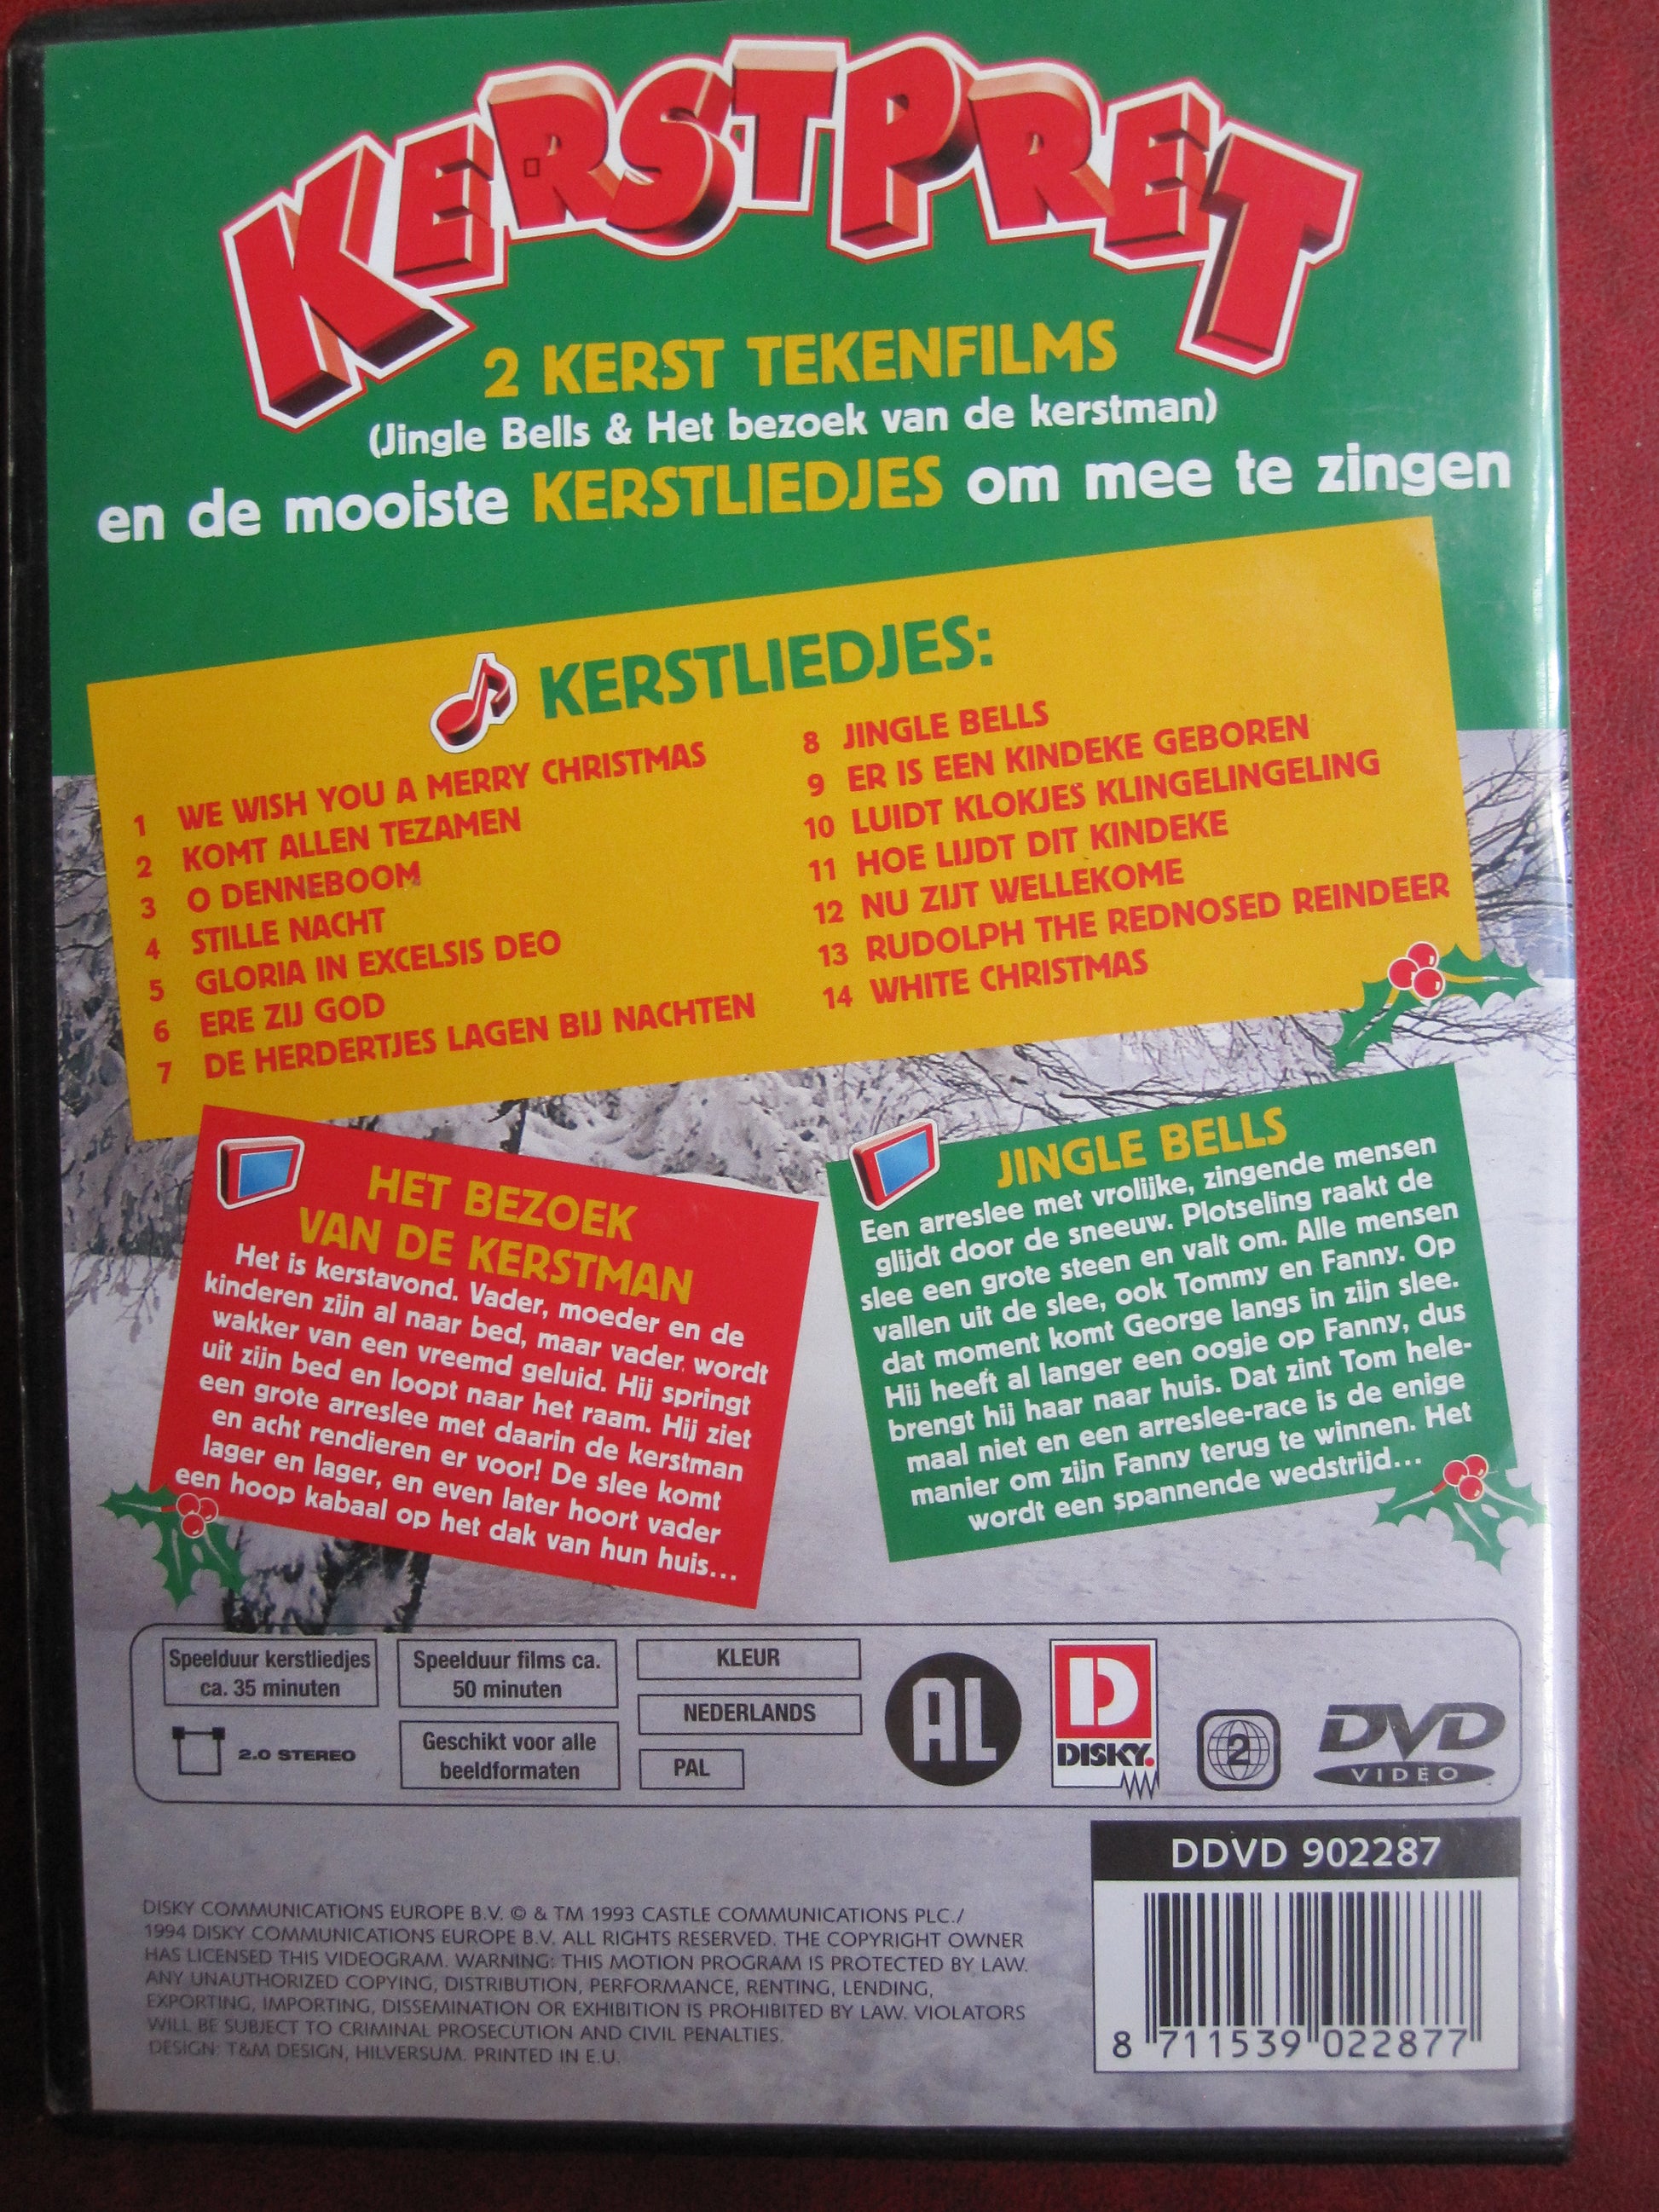 KERSTPRET
2 KERST TEKENFILMS
(Jingle Bells & Het bezoek van de kerstman)
en de mooiste KERSTLIEDJES om mee te zingen
KERSTLIEDJES:
1 WE WISH YOU A MERRY CHRISTMAS
2 KOMT ALLEN TEZAMEN
3 O DENNEBOOM
4 STILLE NACHT
5 GLORIA IN EXCELSIS DEO
6 ERE ZIJ GOD
7 DE HERDERTJES LAGEN BIJ NACHTEN
8 JINGLE BELLS
9 ER IS EEN KINDEKE GEBOREN
10 LUIDT KLOKJES KLINGELINGELING
11 HOE LIJDT DIT KINDEKE
12 NU ZIJT WELLEKOME
13 RUDOLPH THE REDNOSED REINDEER
14 WHITE CHRISTMAS
HET BEZOEK
VAN DE KERSTMAN
Het is kerstavond. Vader, moeder en de
kinderen zijn al naar bed, maar vader wordt
wakker van een vreemd geluid. Hij springt
uit zijn bed en loopt naar het raam. Hij ziet
een grote arreslee met daarin de kerstman
en acht rendieren er voor! De slee komt
lager en lager, en even later hoort vader
een hoop kabaal op het dak van hun huis...
JINGLE BELLS
Een arreslee met vrolijke, zingende mensen
glijdt door de sneeuw. Plotseling raakt de
slee een grote steen en valt om. Alle mensen
vallen uit de slee, ook Tommy en Fanny. Op
dat moment komt George langs in zijn slee.
Hij heeft al langer een oogje op Fanny, dus
brengt hij haar naar huis. Dat zint Tom hele-
maal niet en een arreslee-race is de enige
manier om zijn Fanny terug te winnen. Het
wordt een spannende wedstrijd...
Speelduur kerstliedjes
ca. 35 minuten
Speelduur films ca.
50 minuten
KLEUR
NEDERLANDS
PAL
2.0 STEREO
Geschikt voor alle
beeldformaten
AL
D
DISKY.
2
DVD
VIDEO
DDVD 902287
8 711539 022877
DISKY COMMUNICATIONS EUROPE B.V. © & TM 1993 CASTLE COMMUNICATIONS PLC./
1994 DISKY COMMUNICATIONS EUROPE B.V. ALL RIGHTS RESERVED. THE COPYRIGHT OWNER
HAS LICENSED THIS VIDEOGRAM. WARNING: THIS MOTION PROGRAM IS PROTECTED BY LAW.
ANY UNAUTHORIZED COPYING, DISTRIBUTION, PERFORMANCE, RENTING, LENDING,
EXPORTING, IMPORTING, DISSEMINATION OR EXHIBITION IS PROHIBITED BY LAW. VIOLATORS
WILL BE SUBJECT TO CRIMINAL PROSECUTION AND CIVIL PENALTIES.
DESIGN: T&M DESIGN, HILVERSUM. PRINTED IN E.U.